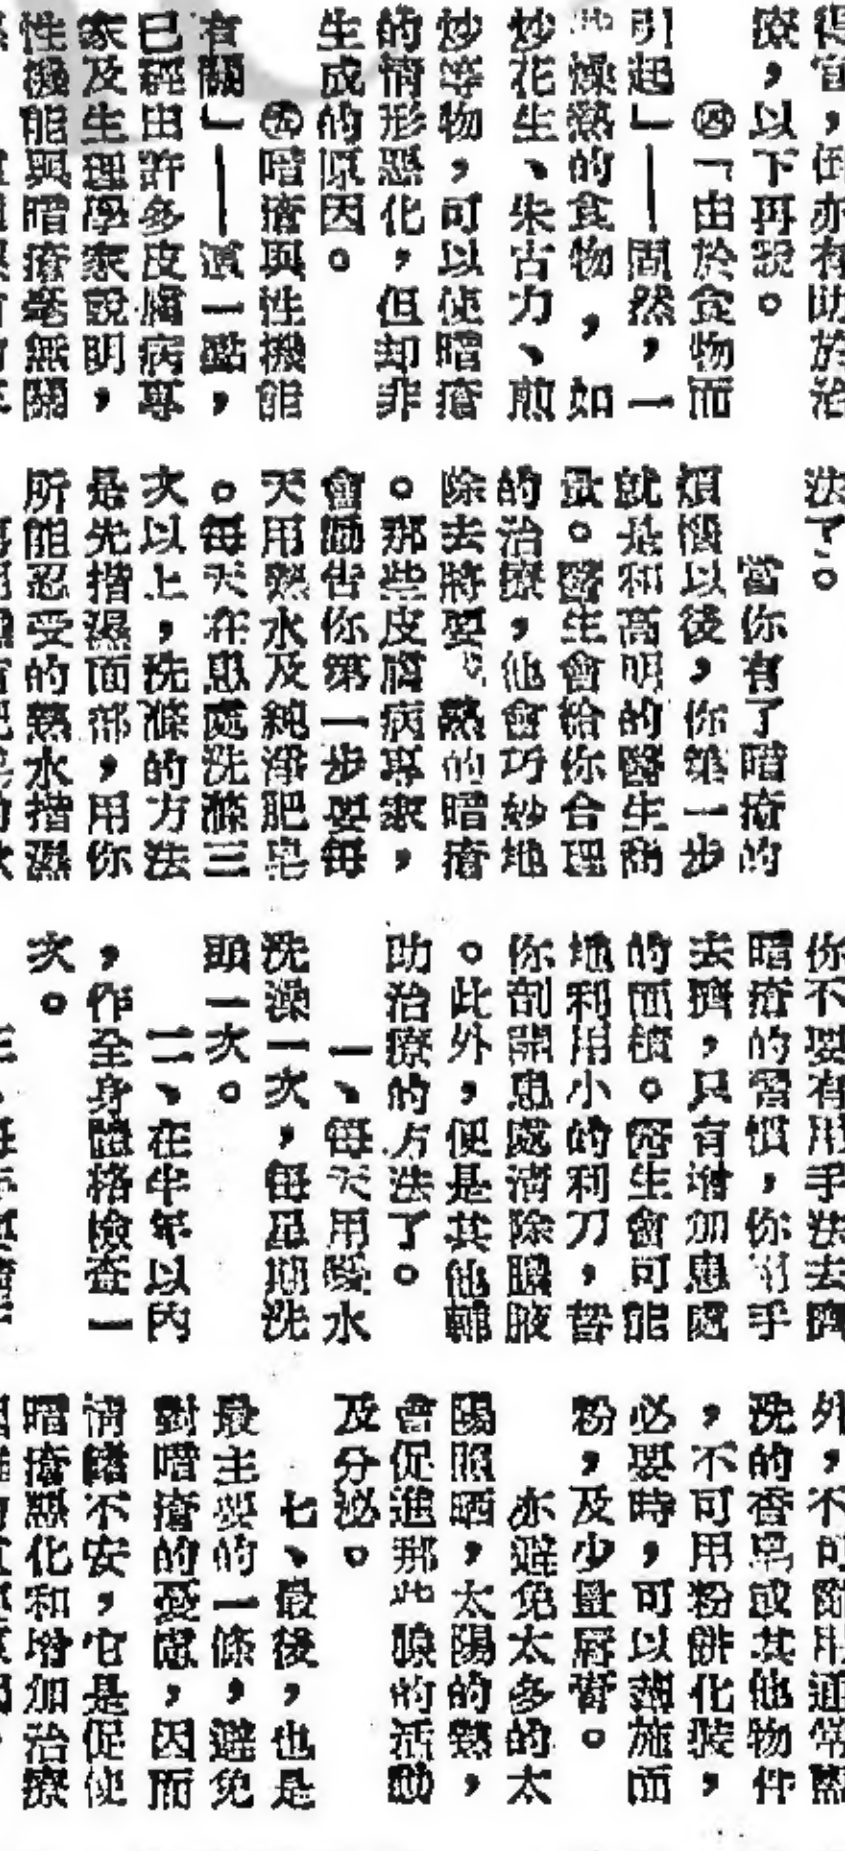 得宜，倒亦有助於治
療，以下再說。
㊃「由於食物而
引起」——固然，一
些燥熱的食物，如
炒花生、朱古力、煎
炒等物，可以使暗瘡
的情形惡化，但却非
生成的原因。
㊄暗瘡與性機能
有關」——這一點，
已經由許多皮膚病專
家及生理學家說明，
性機能與暗瘡毫無關
法了。
當你有了暗瘡的
煩惱以後，你第一步
就是和高明的醫生商
量。醫生會給你合理
的治療，他會巧妙地
除去將要成熟的暗瘡
。那些皮膚病專家，
會勸告你第一步要每
天用熱水及純淨肥皂
。每天在患處洗滌三
次以上，洗滌的方法
是先揩濕面部，用你
所能忍受的熱水揩濕
你不要有用手法去擠
暗瘡的習慣，你用手
去擠，只有增加患處
的面積。醫生會可能
地利用小的利刀，替
你剖開患處清除膿腋
。此外，便是其他輔
助治療的方法了。
一、每天用暖水
洗澡一次，每星期洗
頭一次。
二、在半年以內
，作全身體格檢查一
次。
外，不可隨用通常
洗的香皂或其他物件
，不可用粉餅化裝，
必要時，可以薄施面
粉，及少量唇膏。
亦避免太多的太
陽照晒，太陽的熱，
會促進那些腺的活動
及分泌。
七、最後，也是
最主要的一條，避免
對暗瘡的憂慮，因而
情緒不安，它是促使
暗瘡惡化和增加治療